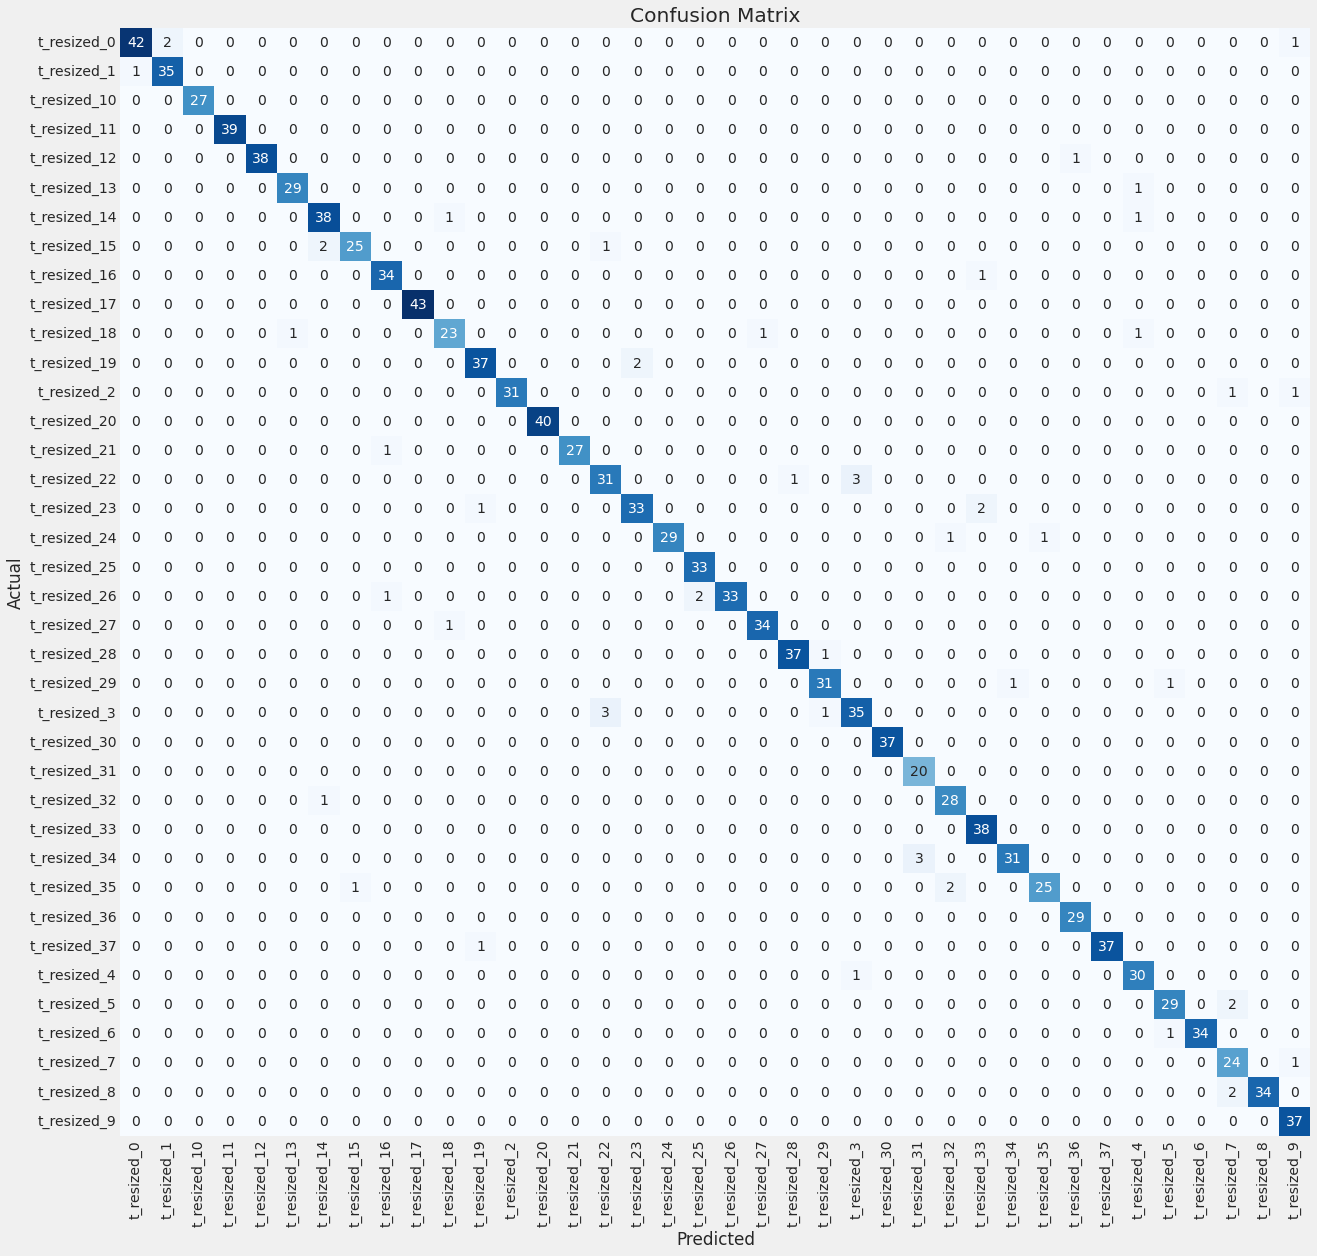 Confusion Matrix
t_resized_0 42 2 0 0 0 0 0 0 0 0 0 0 0 0 0 0 0 0 0 0 0 0 0 0 0 0 0 0 0 0 0 0 0 0 0 0 0 1
t_resized_1 1 35 0 0 0 0 0 0 0 0 0 0 0 0 0 0 0 0 0 0 0 0 0 0 0 0 0 0 0 0 0 0 0 0 0 0 0 0
t_resized_10 0 0 27 0 0 0 0 0 0 0 0 0 0 0 0 0 0 0 0 0 0 0 0 0 0 0 0 0 0 0 0 0 0 0 0 0 0 0
t_resized_11 0 0 0 39 0 0 0 0 0 0 0 0 0 0 0 0 0 0 0 0 0 0 0 0 0 0 0 0 0 0 0 0 0 0 0 0 0 0
t_resized_12 0 0 0 0 38 0 0 0 0 0 0 0 0 0 0 0 0 0 0 0 0 0 0 0 0 0 0 0 0 0 1 0 0 0 0 0 0 0
t_resized_13 0 0 0 0 0 29 0 0 0 0 0 0 0 0 0 0 0 0 0 0 0 0 0 0 0 0 0 0 0 0 0 0 1 0 0 0 0 0
t_resized_14 0 0 0 0 0 0 38 0 0 0 1 0 0 0 0 0 0 0 0 0 0 0 0 0 0 0 0 0 0 0 0 0 1 0 0 0 0 0
t_resized_15 0 0 0 0 0 0 2 25 0 0 0 0 0 0 0 1 0 0 0 0 0 0 0 0 0 0 0 0 0 0 0 0 0 0 0 0 0 0
t_resized_16 0 0 0 0 0 0 0 0 34 0 0 0 0 0 0 0 0 0 0 0 0 0 0 0 0 0 0 1 0 0 0 0 0 0 0 0 0 0
t_resized_17 0 0 0 0 0 0 0 0 0 43 0 0 0 0 0 0 0 0 0 0 0 0 0 0 0 0 0 0 0 0 0 0 0 0 0 0 0 0
t_resized_18 0 0 0 0 0 1 0 0 0 0 23 0 0 0 0 0 0 0 0 0 1 0 0 0 0 0 0 0 0 0 0 0 1 0 0 0 0 0
t_resized_19 0 0 0 0 0 0 0 0 0 0 0 37 0 0 0 0 2 0 0 0 0 0 0 0 0 0 0 0 0 0 0 0 0 0 0 0 0 0
t_resized_2 0 0 0 0 0 0 0 0 0 0 0 0 31 0 0 0 0 0 0 0 0 0 0 0 0 0 0 0 0 0 0 0 0 0 0 1 0 1
t_resized_20 0 0 0 0 0 0 0 0 0 0 0 0 0 40 0 0 0 0 0 0 0 0 0 0 0 0 0 0 0 0 0 0 0 0 0 0 0 0
t_resized_21 0 0 0 0 0 0 0 0 1 0 0 0 0 0 27 0 0 0 0 0 0 0 0 0 0 0 0 0 0 0 0 0 0 0 0 0 0 0
t_resized_22 0 0 0 0 0 0 0 0 0 0 0 0 0 0 0 31 0 0 0 0 0 1 0 3 0 0 0 0 0 0 0 0 0 0 0 0 0 0
t_resized_23 0 0 0 0 0 0 0 0 0 0 0 1 0 0 0 0 33 0 0 0 0 0 0 0 0 0 0 2 0 0 0 0 0 0 0 0 0 0
t_resized_24 0 0 0 0 0 0 0 0 0 0 0 0 0 0 0 0 0 29 0 0 0 0 0 0 0 0 1 0 0 1 0 0 0 0 0 0 0 0
t_resized_25 0 0 0 0 0 0 0 0 0 0 0 0 0 0 0 0 0 0 33 0 0 0 0 0 0 0 0 0 0 0 0 0 0 0 0 0 0 0
t_resized_26 0 0 0 0 0 0 0 0 1 0 0 0 0 0 0 0 0 0 2 33 0 0 0 0 0 0 0 0 0 0 0 0 0 0 0 0 0 0
t_resized_27 0 0 0 0 0 0 0 0 0 0 1 0 0 0 0 0 0 0 0 0 34 0 0 0 0 0 0 0 0 0 0 0 0 0 0 0 0 0
t_resized_28 0 0 0 0 0 0 0 0 0 0 0 0 0 0 0 0 0 0 0 0 0 37 1 0 0 0 0 0 0 0 0 0 0 0 0 0 0 0
t_resized_29 0 0 0 0 0 0 0 0 0 0 0 0 0 0 0 0 0 0 0 0 0 0 31 0 0 0 0 0 1 0 0 0 0 1 0 0 0 0
t_resized_3 0 0 0 0 0 0 0 0 0 0 0 0 0 0 0 3 0 0 0 0 0 0 1 35 0 0 0 0 0 0 0 0 0 0 0 0 0 0
t_resized_30 0 0 0 0 0 0 0 0 0 0 0 0 0 0 0 0 0 0 0 0 0 0 0 0 37 0 0 0 0 0 0 0 0 0 0 0 0 0
t_resized_31 0 0 0 0 0 0 0 0 0 0 0 0 0 0 0 0 0 0 0 0 0 0 0 0 0 20 0 0 0 0 0 0 0 0 0 0 0 0
t_resized_32 0 0 0 0 0 0 1 0 0 0 0 0 0 0 0 0 0 0 0 0 0 0 0 0 0 0 28 0 0 0 0 0 0 0 0 0 0 0
t_resized_33 0 0 0 0 0 0 0 0 0 0 0 0 0 0 0 0 0 0 0 0 0 0 0 0 0 0 0 38 0 0 0 0 0 0 0 0 0 0
t_resized_34 0 0 0 0 0 0 0 0 0 0 0 0 0 0 0 0 0 0 0 0 0 0 0 0 0 3 0 0 31 0 0 0 0 0 0 0 0 0
t_resized_35 0 0 0 0 0 0 0 1 0 0 0 0 0 0 0 0 0 0 0 0 0 0 0 0 0 0 2 0 0 25 0 0 0 0 0 0 0 0
t_resized_36 0 0 0 0 0 0 0 0 0 0 0 0 0 0 0 0 0 0 0 0 0 0 0 0 0 0 0 0 0 0 29 0 0 0 0 0 0 0
t_resized_37 0 0 0 0 0 0 0 0 0 0 0 1 0 0 0 0 0 0 0 0 0 0 0 0 0 0 0 0 0 0 0 37 0 0 0 0 0 0
t_resized_4 0 0 0 0 0 0 0 0 0 0 0 0 0 0 0 0 0 0 0 0 0 0 0 1 0 0 0 0 0 0 0 0 30 0 0 0 0 0
t_resized_5 0 0 0 0 0 0 0 0 0 0 0 0 0 0 0 0 0 0 0 0 0 0 0 0 0 0 0 0 0 0 0 0 0 29 0 2 0 0
t_resized_6 0 0 0 0 0 0 0 0 0 0 0 0 0 0 0 0 0 0 0 0 0 0 0 0 0 0 0 0 0 0 0 0 0 1 34 0 0 0
t_resized_7 0 0 0 0 0 0 0 0 0 0 0 0 0 0 0 0 0 0 0 0 0 0 0 0 0 0 0 0 0 0 0 0 0 0 0 24 0 1
t_resized_8 0 0 0 0 0 0 0 0 0 0 0 0 0 0 0 0 0 0 0 0 0 0 0 0 0 0 0 0 0 0 0 0 0 0 0 2 34 0
t_resized_9 0 0 0 0 0 0 0 0 0 0 0 0 0 0 0 0 0 0 0 0 0 0 0 0 0 0 0 0 0 0 0 0 0 0 0 0 0 37
Actual
t_resized_0 t_resized_1 t_resized_10 t_resized_11 t_resized_12 t_resized_13 t_resized_14 t_resized_15 t_resized_16 t_resized_17 t_resized_18 t_resized_19 t_resized_2 t_resized_20 t_resized_21 t_resized_22 t_resized_23 t_resized_24 t_resized_25 t_resized_26 t_resized_27 t_resized_28 t_resized_29 t_resized_3 t_resized_30 t_resized_31 t_resized_32 t_resized_33 t_resized_34 t_resized_35 t_resized_36 t_resized_37 t_resized_4 t_resized_5 t_resized_6 t_resized_7 t_resized_8 t_resized_9
Predicted